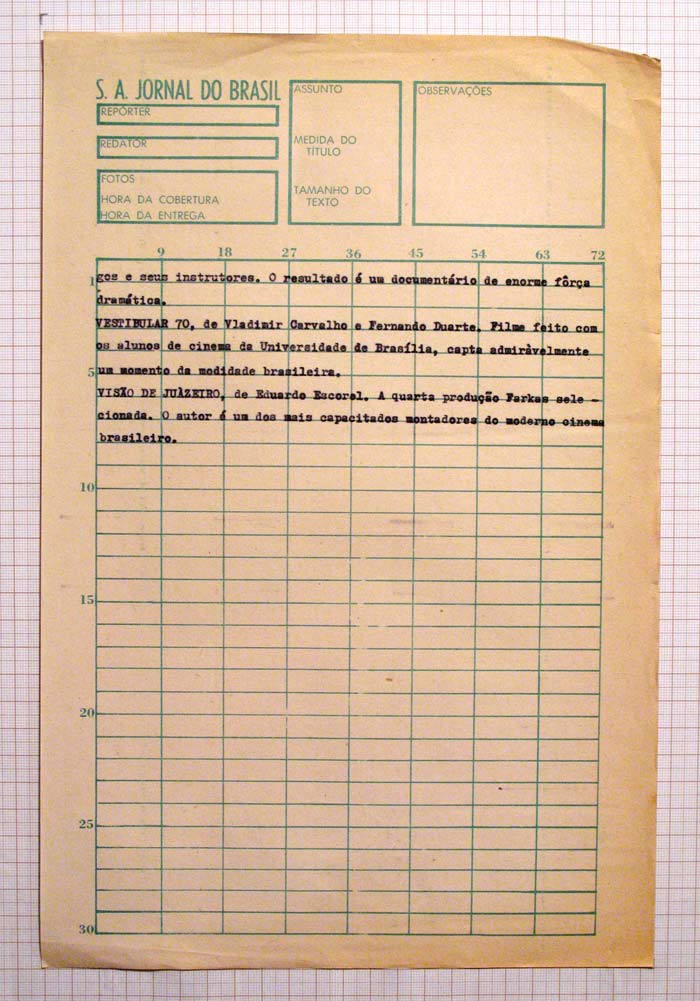 S. A. JORNAL DO BRASIL
REPÓRTER
REDATOR
FOTOS
HORA DA COBERTURA
HORA DA ENTREGA
ASSUNTO
MEDIDA DO
TÍTULO
TAMANHO DO
TEXTO
OBSERVAÇÕES
9 18 27 36 45 54 63 72
1 gos e seus instrutores. O resultado é um documentário de enorme fôrça
dramática.
VESTIBULAR 70, de Vladimir Carvalho e Fernando Duarte. Filme feito com
os alunos de cinema da Universidade de Brasília, capta admiràvelmente
5 um momento da modidade brasileira.
VISÃO DE JUÀZEIRO, de Eduardo Escorel. A quarta produção Farkas sele -
cionada. O autor é um dos mais capacitados montadores do moderno cinema
brasileiro.
10
15
20
25
30